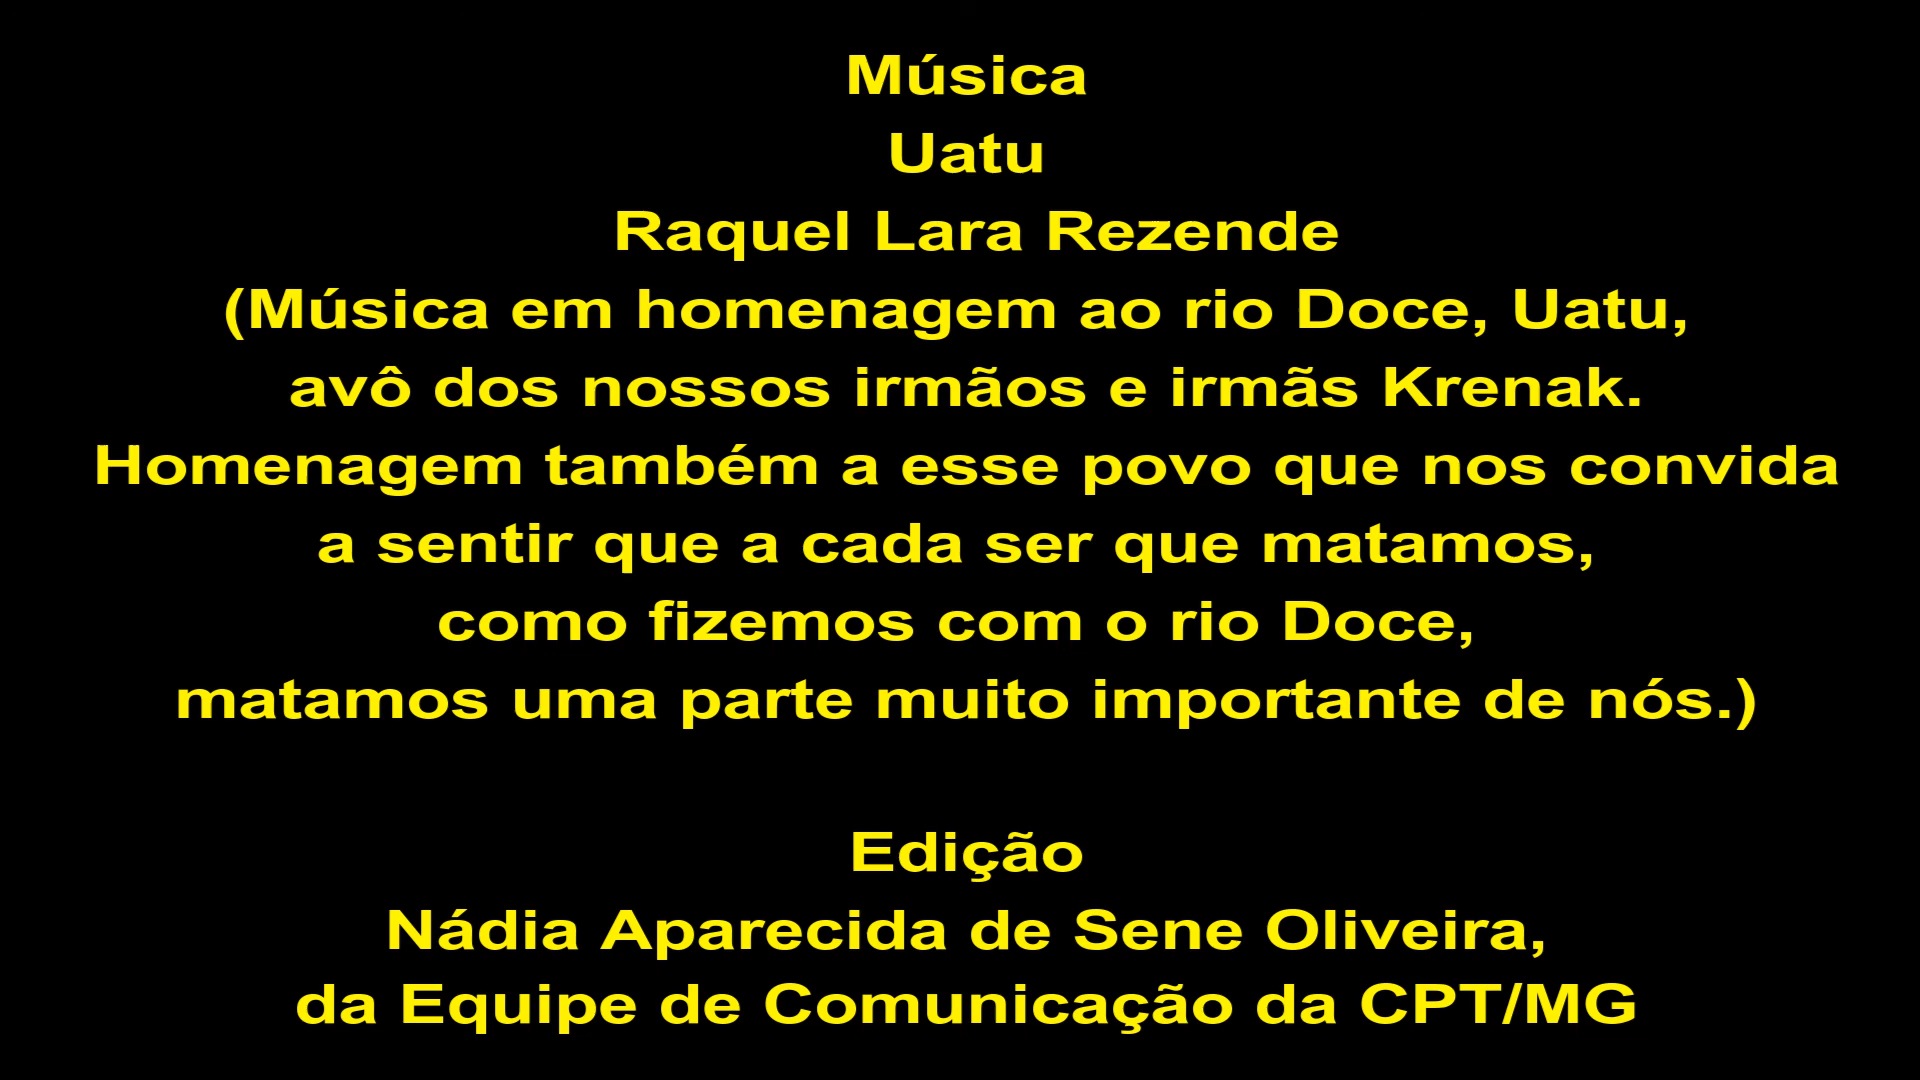 Música
Uatu
Raquel Lara Rezende
(Música em homenagem ao rio Doce, Uatu,
avô dos nossos irmãos e irmãs Krenak.
Homenagem também a esse povo que nos convida
a sentir que a cada ser que matamos,
como fizemos com o rio Doce,
matamos uma parte muito importante de nós.)
Edição
Nádia Aparecida de Sene Oliveira,
da Equipe de Comunicação da CPT/MG